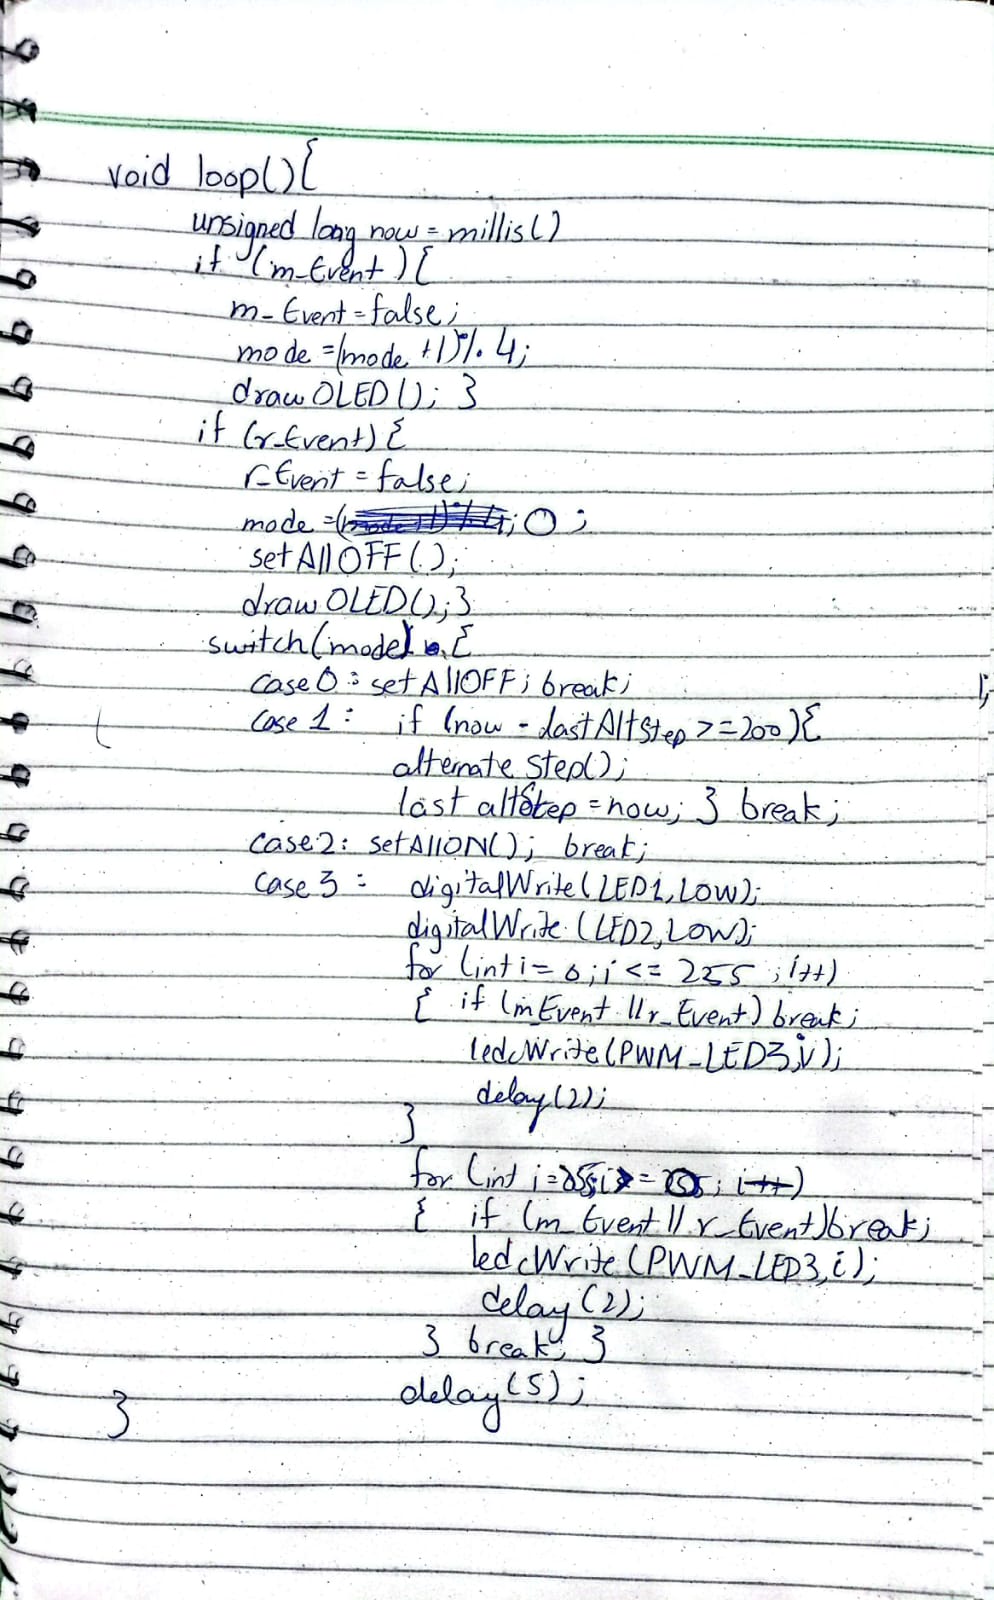 void loop(){
unsigned long now = millis()
if (m_Event){
m_Event = false;
mode = (mode +1)% 4;
drawOLED(); }
if (r_Event) {
r_Event = false;
mode = 0;
setAllOFF();
drawOLED(); }
switch(mode) {
case 0 : setAllOFF; break;
case 1 : if (now - lastAltStep >= 200){
alternate Step();
last altStep = now; } break;
case 2: setAllON(); break;
case 3 : digitalWrite(LED1, LOW);
digitalWrite (LED2, LOW);
for (int i= 0; i <= 255 ; i++)
{ if (m_Event || r_Event) break;
ledcWrite(PWM_LED3, i);
delay(2);
}
for (int i=255; i>= 0; i--)
{ if (m_Event || r_Event) break;
ledcWrite (PWM_LED3, i);
delay (2);
} break; }
delay(5);
}